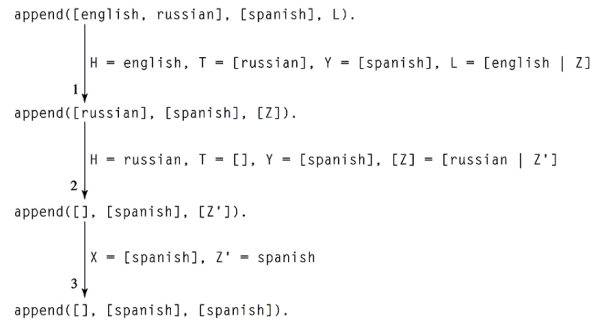 append([english, russian], [spanish], L).
H = english, T = [russian], Y = [spanish], L = [english | Z]
1
append([russian], [spanish], [Z]).
H = russian, T = [], Y = [spanish], [Z] = [russian | Z']
2
append([], [spanish], [Z']).
X = [spanish], Z' = spanish
3
append([], [spanish], [spanish]).